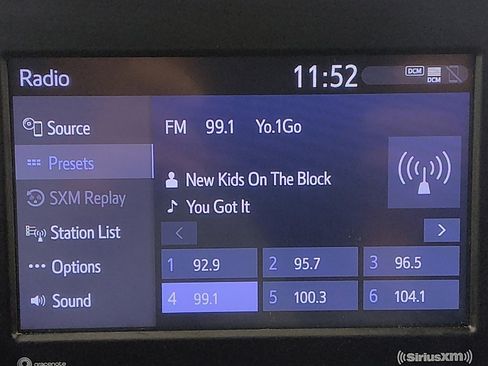 Radio 11:52 DCM DCM
Source
FM 99.1 Yo.1Go
Presets
New Kids On The Block
SXM Replay
You Got It
Station List
Options
1 92.9 2 95.7 3 96.5
Sound
4 99.1 5 100.3 6 104.1
gracenote
SiriusXM